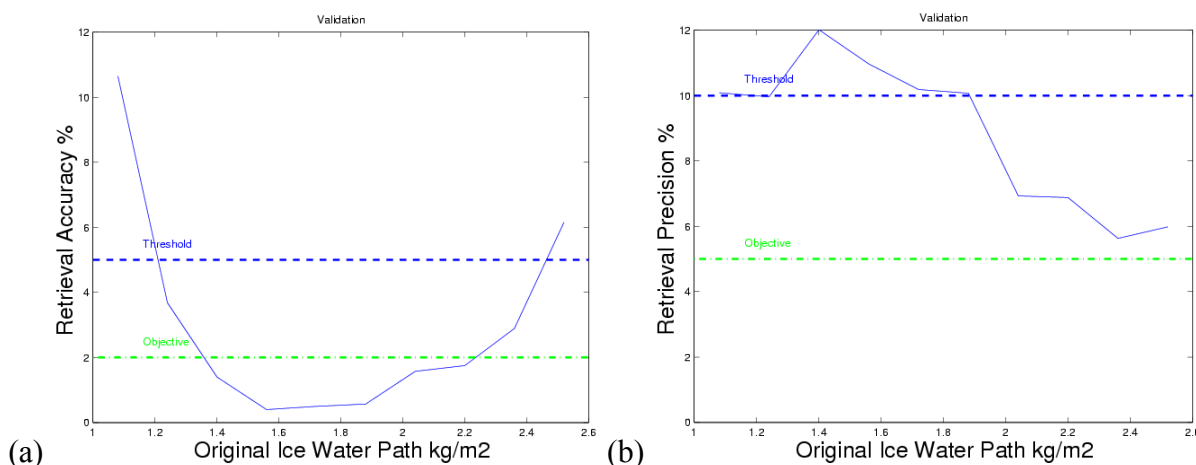 Validation
12
10
8
6
4
2
0
Retrieval Accuracy %
Threshold
Objective
1 1.2 1.4 1.6 1.8 2 2.2 2.4 2.6
Original Ice Water Path kg/m2
(a)
Validation
12
10
8
6
4
2
0
Retrieval Precision %
Threshold
Objective
1 1.2 1.4 1.6 1.8 2 2.2 2.4 2.6
Original Ice Water Path kg/m2
(b)